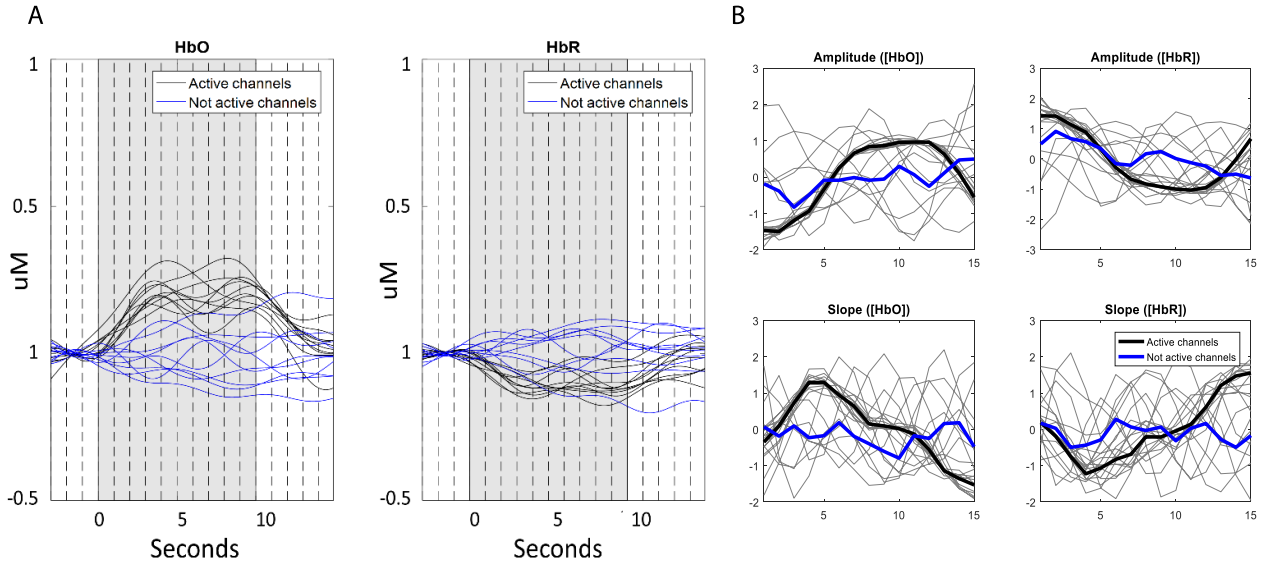 A
HbO
HbR
1
0.5
1
-0.5
uM
Active channels
Not active channels
0
5
10
Seconds
1
0.5
1
-0.5
uM
Active channels
Not active channels
0
5
10
Seconds
B
Amplitude ([HbO])
3
2
1
0
-1
-2
5
10
15
Amplitude ([HbR])
3
2
1
0
-1
-2
-3
5
10
15
Slope ([HbO])
3
2
1
0
-1
-2
5
10
15
Slope ([HbR])
3
2
1
0
-1
-2
Active channels
Not active channels
5
10
15